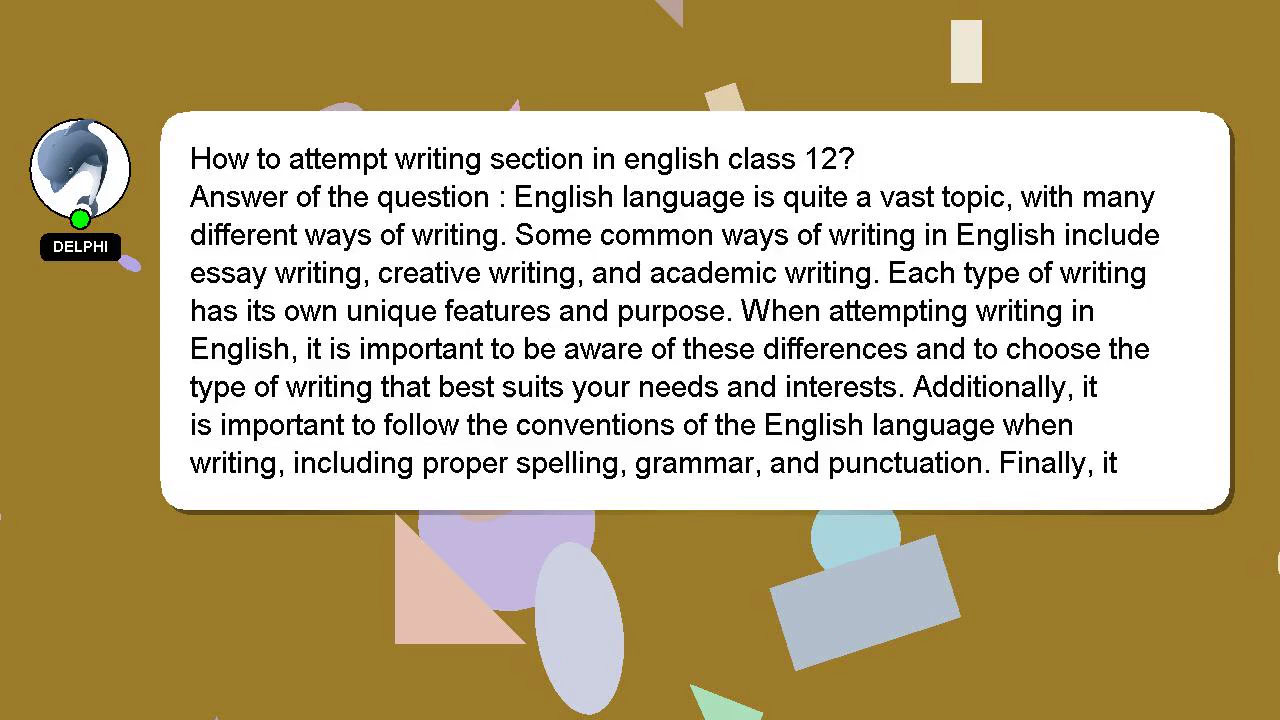 How to attempt writing section in english class 12?
Answer of the question : English language is quite a vast topic, with many
different ways of writing. Some common ways of writing in English include
essay writing, creative writing, and academic writing. Each type of writing
has its own unique features and purpose. When attempting writing in
English, it is important to be aware of these differences and to choose the
type of writing that best suits your needs and interests. Additionally, it
is important to follow the conventions of the English language when
writing, including proper spelling, grammar, and punctuation. Finally, it
DELPHI